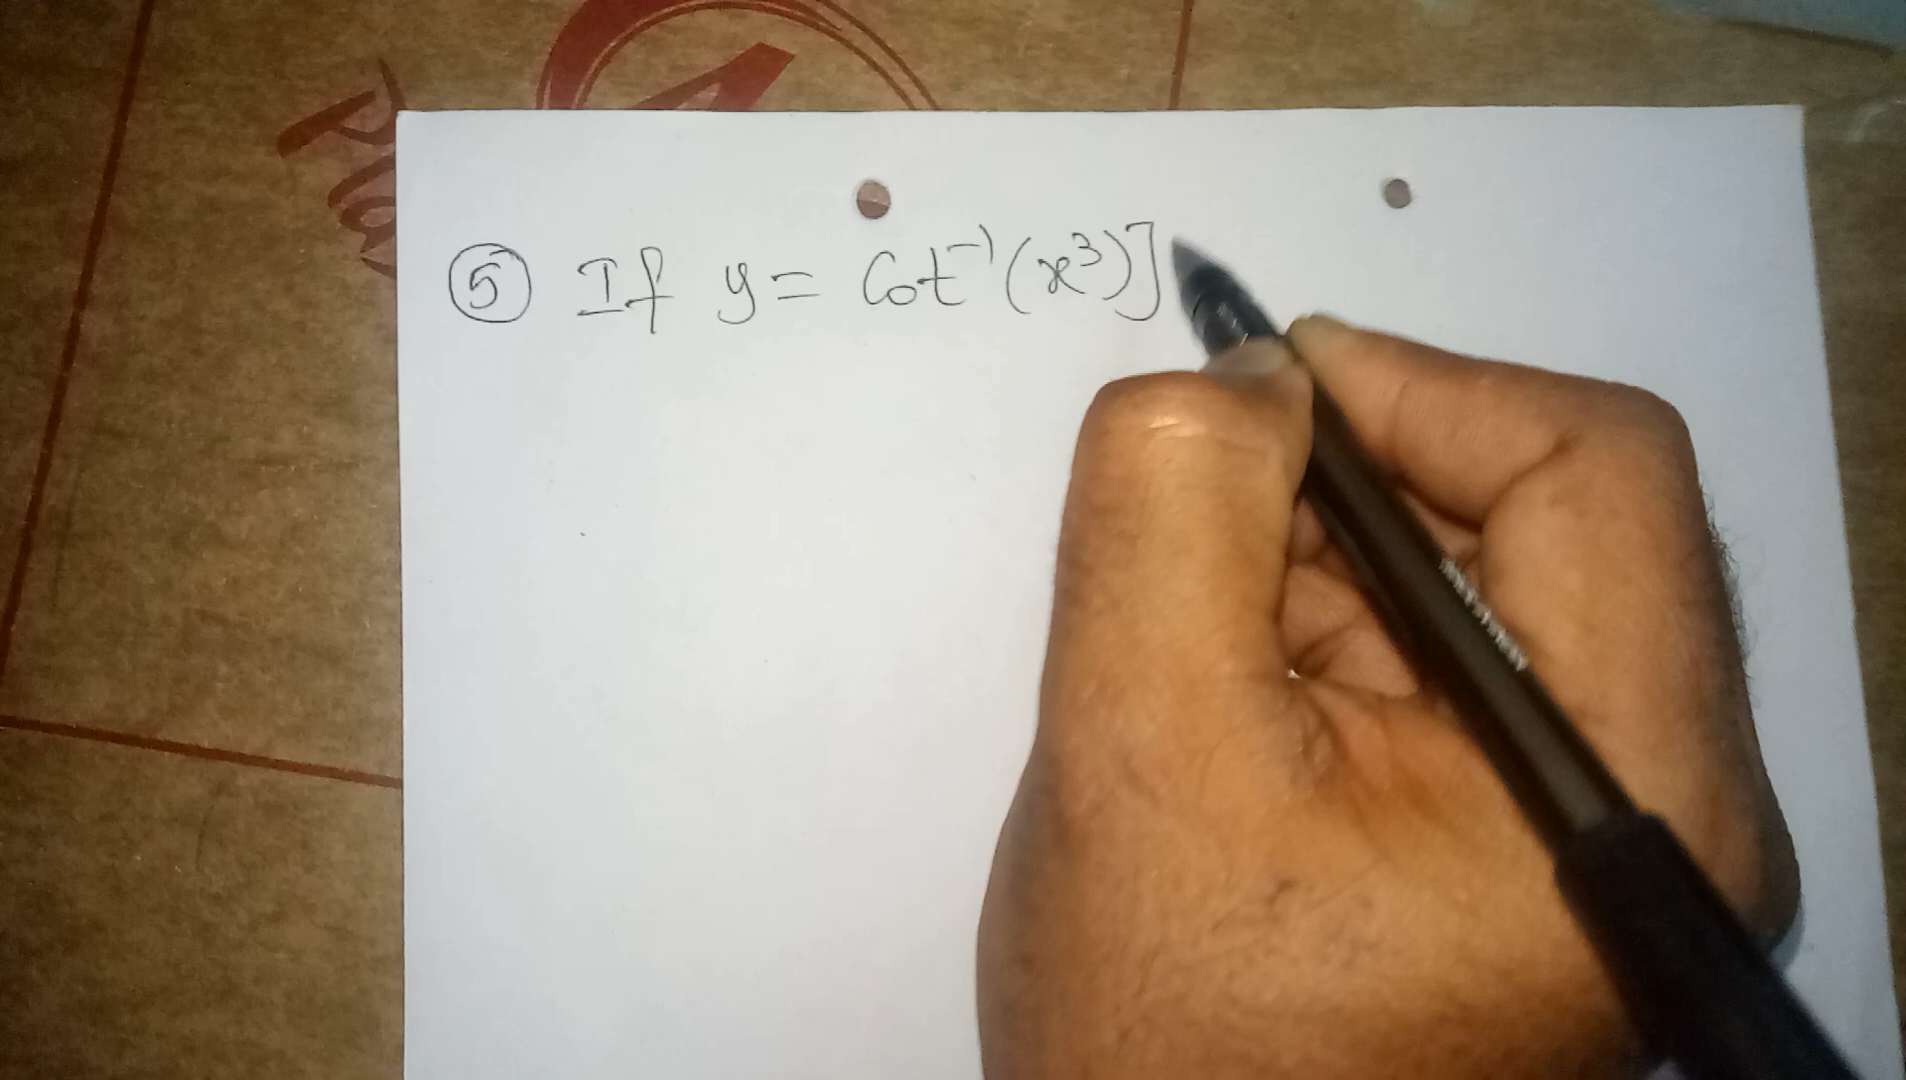 ⑤ If y = Cot⁻¹(x³)]